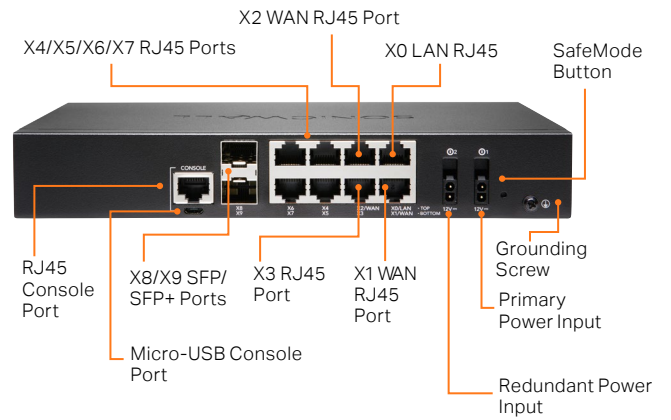 X2 WAN RJ45 Port
X4/X5/X6/X7 RJ45 Ports
X0 LAN RJ45
SafeMode
Button
CONSOLE
2
1
X8
X9
X6
X7
X4
X5
X2/WAN
X3
X0/LAN
X1/WAN
- TOP
- BOTTOM
12V
12V
RJ45
Console
Port
X8/X9 SFP/
SFP+ Ports
X3 RJ45
Port
X1 WAN
RJ45
Port
Grounding
Screw
Primary
Power Input
Micro-USB Console
Port
Redundant Power
Input